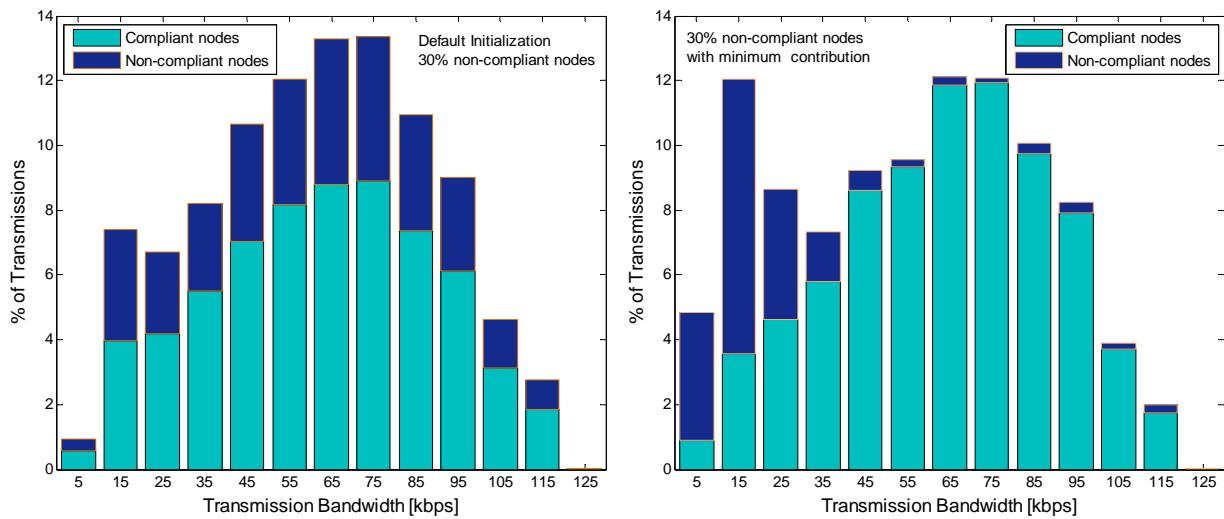 14
12
10
8
6
4
2
0
% of Transmissions
Compliant nodes
Non-compliant nodes
Default Initialization
30% non-compliant nodes
5 15 25 35 45 55 65 75 85 95 105 115 125
Transmission Bandwidth [kbps]
14
12
10
8
6
4
2
0
% of Transmissions
30% non-compliant nodes
with minimum contribution
Compliant nodes
Non-compliant nodes
5 15 25 35 45 55 65 75 85 95 105 115 125
Transmission Bandwidth [kbps]